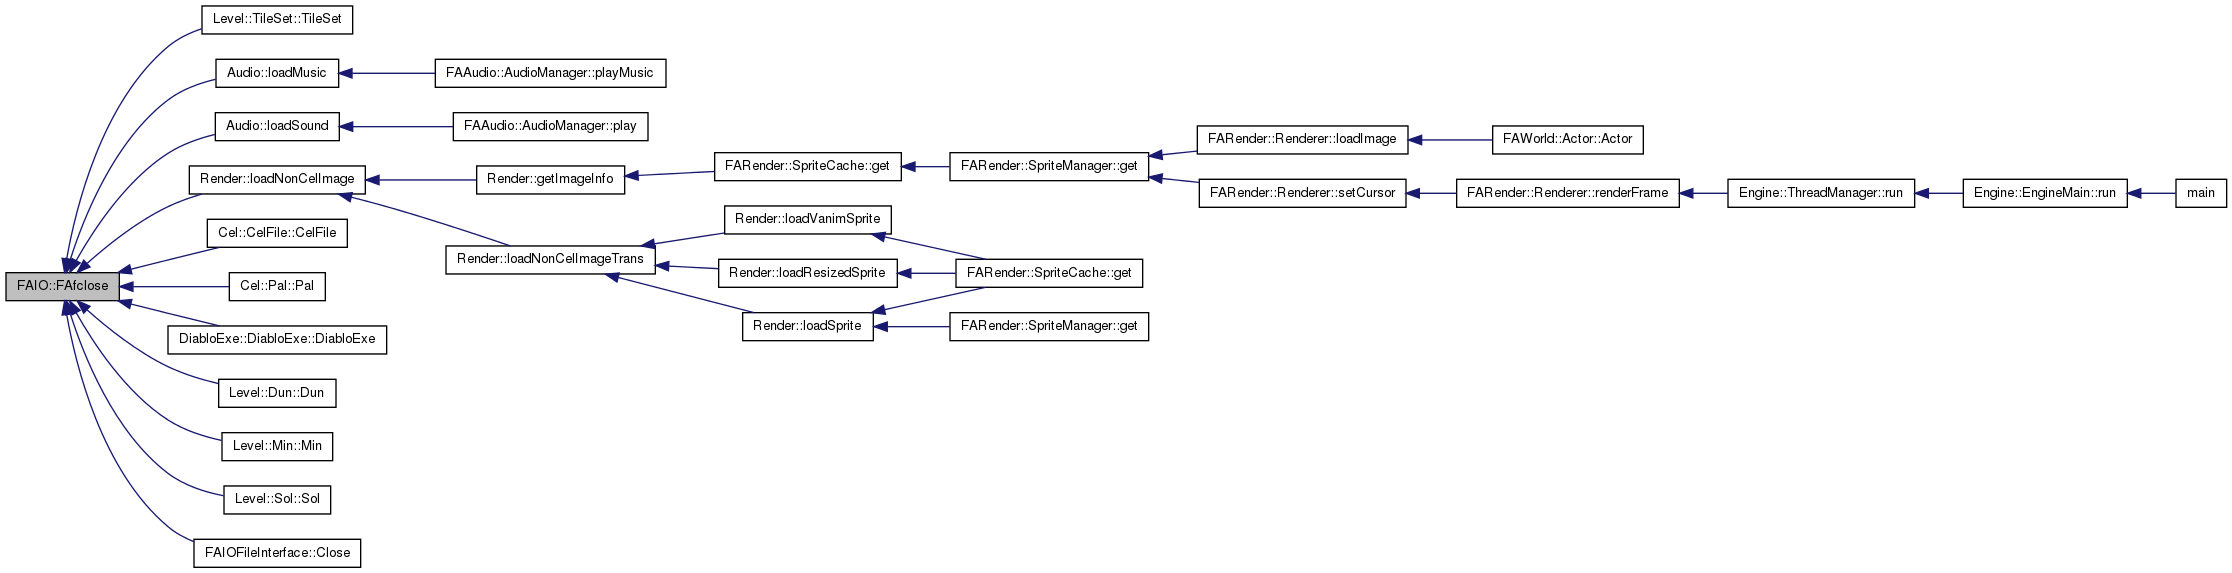 Level::TileSet::TileSet
Audio::loadMusic
FAAudio::AudioManager::playMusic
Audio::loadSound
FAAudio::AudioManager::play
FARender::Renderer::loadImage
FAWorld::Actor::Actor
Render::loadNonCelImage
Render::getImageInfo
FARender::SpriteCache::get
FARender::SpriteManager::get
FARender::Renderer::setCursor
FARender::Renderer::renderFrame
Engine::ThreadManager::run
Engine::EngineMain::run
main
Render::loadVanimSprite
Cel::CelFile::CelFile
Render::loadNonCelImageTrans
Render::loadResizedSprite
FARender::SpriteCache::get
FAIO::FAfclose
Cel::Pal::Pal
Render::loadSprite
FARender::SpriteManager::get
DiabloExe::DiabloExe::DiabloExe
Level::Dun::Dun
Level::Min::Min
Level::Sol::Sol
FAIOFileInterface::Close